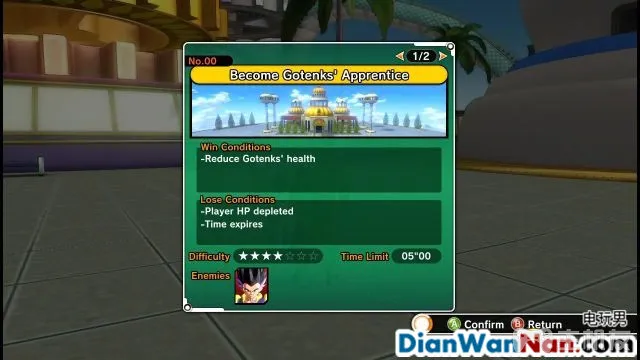 No.00
1/2
Become Gotenks' Apprentice
Win Conditions
-Reduce Gotenks' health
Lose Conditions
-Player HP depleted
-Time expires
Difficulty ★★★★☆☆☆ Time Limit 05"00
Enemies
电玩男
A Confirm B Return
DianWanNan.com